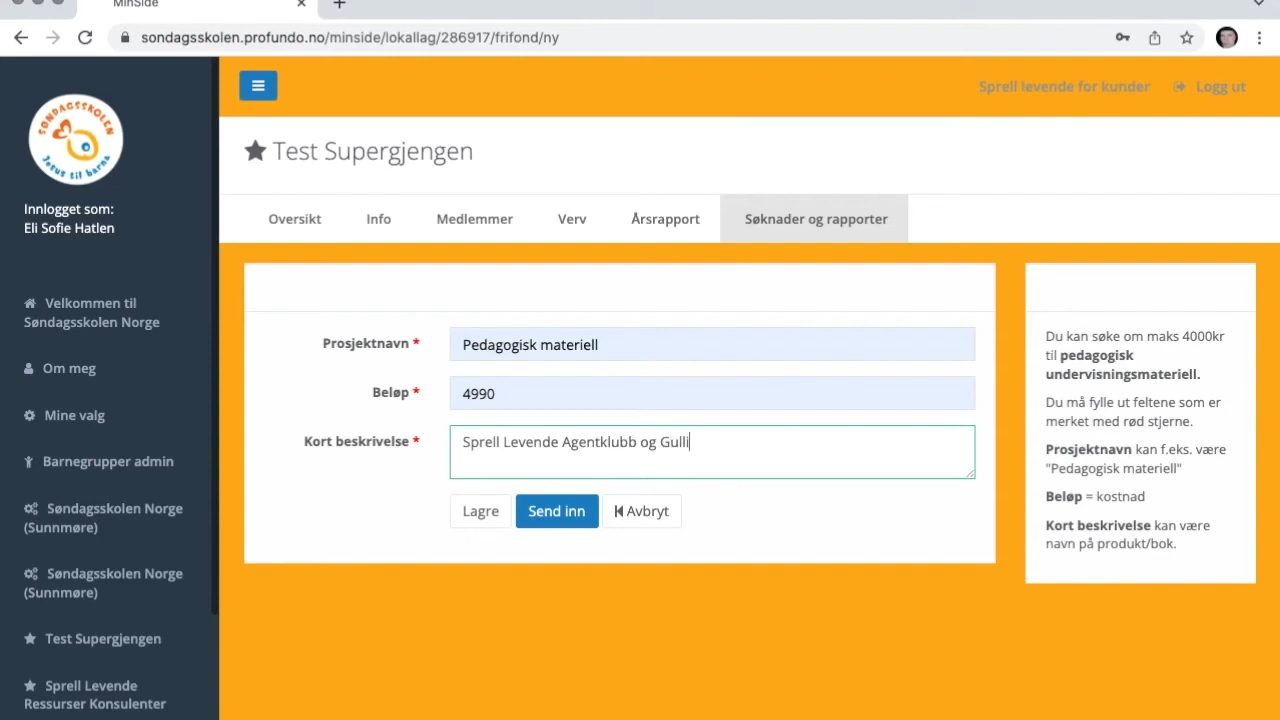 MinSide
sondagsskolen.profundo.no/minside/lokallag/286917/frifond/ny
SØNDAGSSKOLEN
Jesus til barna
Innlogget som:
Eli Sofie Hatlen
Velkommen til
Søndagsskolen Norge
Om meg
Mine valg
Barnegrupper admin
Søndagsskolen Norge
(Sunnmøre)
Søndagsskolen Norge
(Sunnmøre)
Test Supergjengen
Sprell Levende
Ressurser Konsulenter
Sprell levende for kunder
Logg ut
Test Supergjengen
Oversikt Info Medlemmer Verv Årsrapport Søknader og rapporter
Prosjektnavn * Pedagogisk materiell
Beløp * 4990
Kort beskrivelse * Sprell Levende Agentklubb og Gulli
Lagre Send inn Avbryt
Du kan søke om maks 4000kr
til pedagogisk
undervisningsmateriell.
Du må fylle ut feltene som er
merket med rød stjerne.
Prosjektnavn kan f.eks. være
"Pedagogisk materiell"
Beløp = kostnad
Kort beskrivelse kan være
navn på produkt/bok.